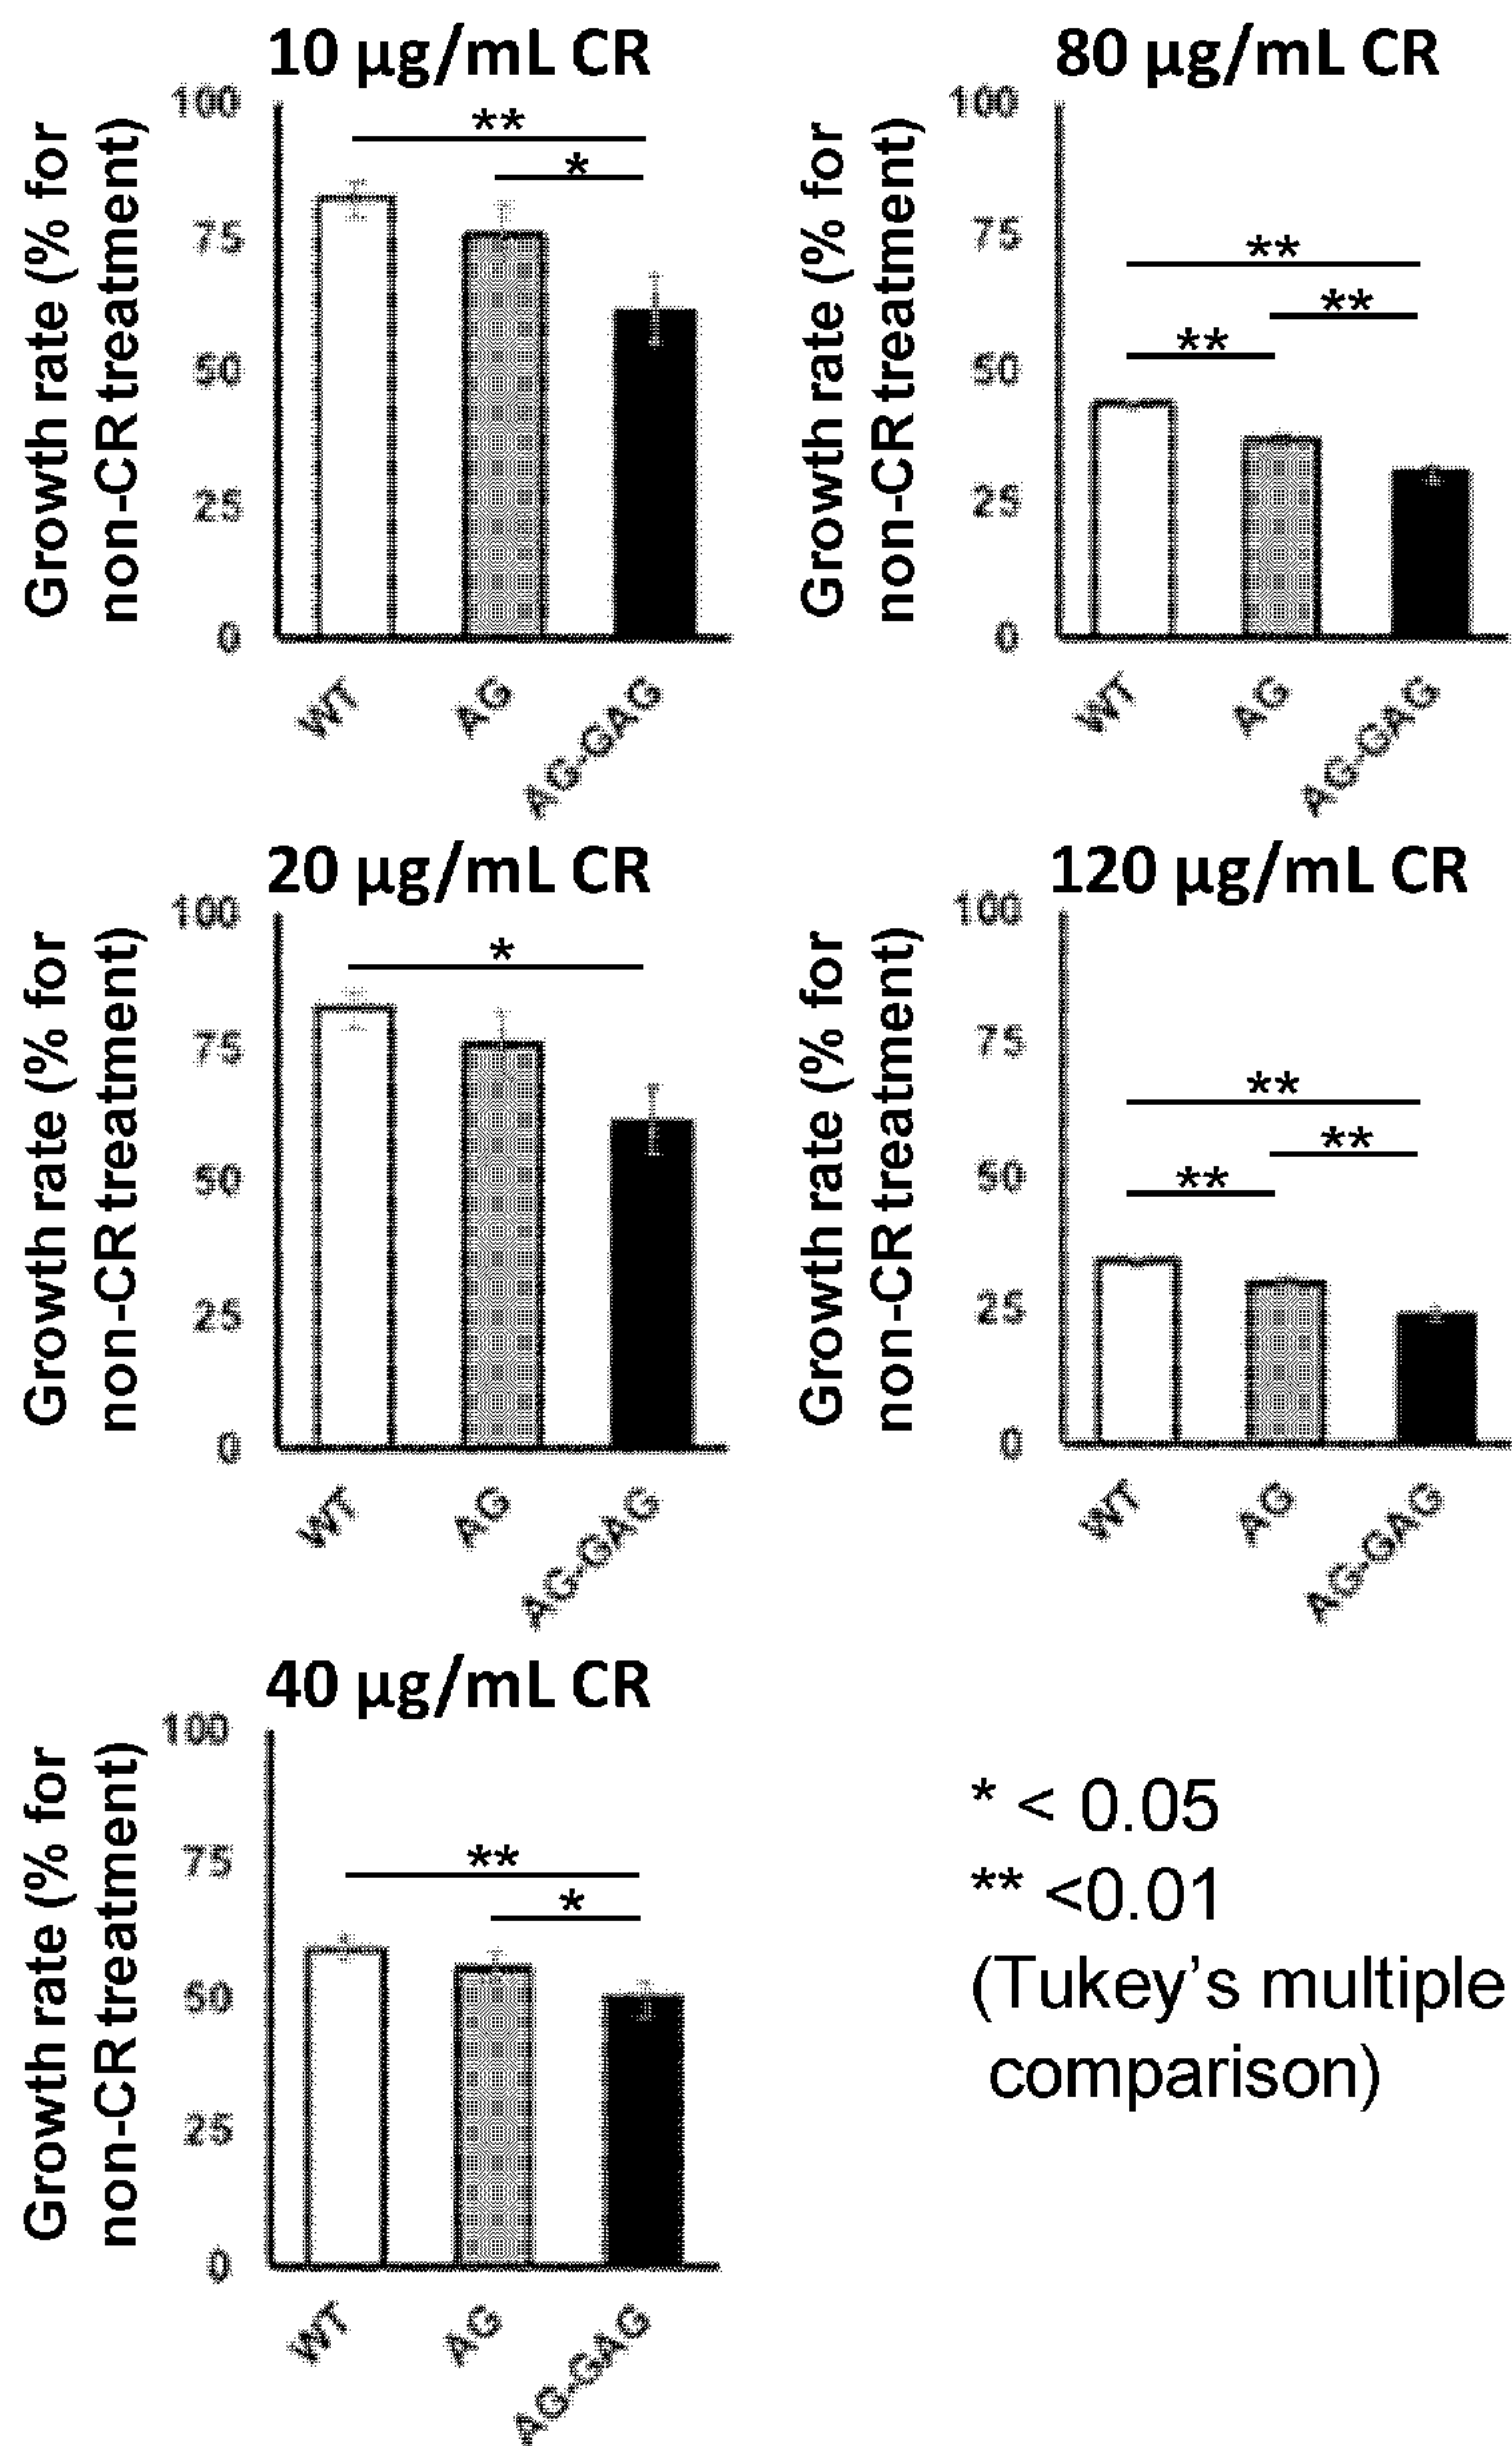 10 µg/mL CR
Growth rate (% for
non-CR treatment)
100
75
50
25
0
**
*
WT
AG
AG-GAG
80 µg/mL CR
Growth rate (% for
non-CR treatment)
100
75
50
25
0
**
**
**
WT
AG
AG-GAG
20 µg/mL CR
Growth rate (% for
non-CR treatment)
100
75
50
25
0
*
WT
AG
AG-GAG
120 µg/mL CR
Growth rate (% for
non-CR treatment)
100
75
50
25
0
**
**
**
WT
AG
AG-GAG
40 µg/mL CR
Growth rate (% for
non-CR treatment)
100
75
50
25
0
**
*
WT
AG
AG-GAG
* < 0.05
** <0.01
(Tukey’s multiple
comparison)